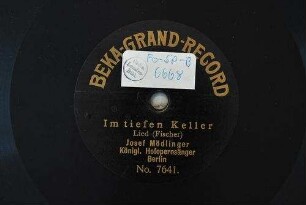 BEKA-GRAND-RECORD
Im tiefen Keller
Lied (Fischer)
Josef Mödlinger
Königl. Hofopernsänger
Berlin
No. 7641.